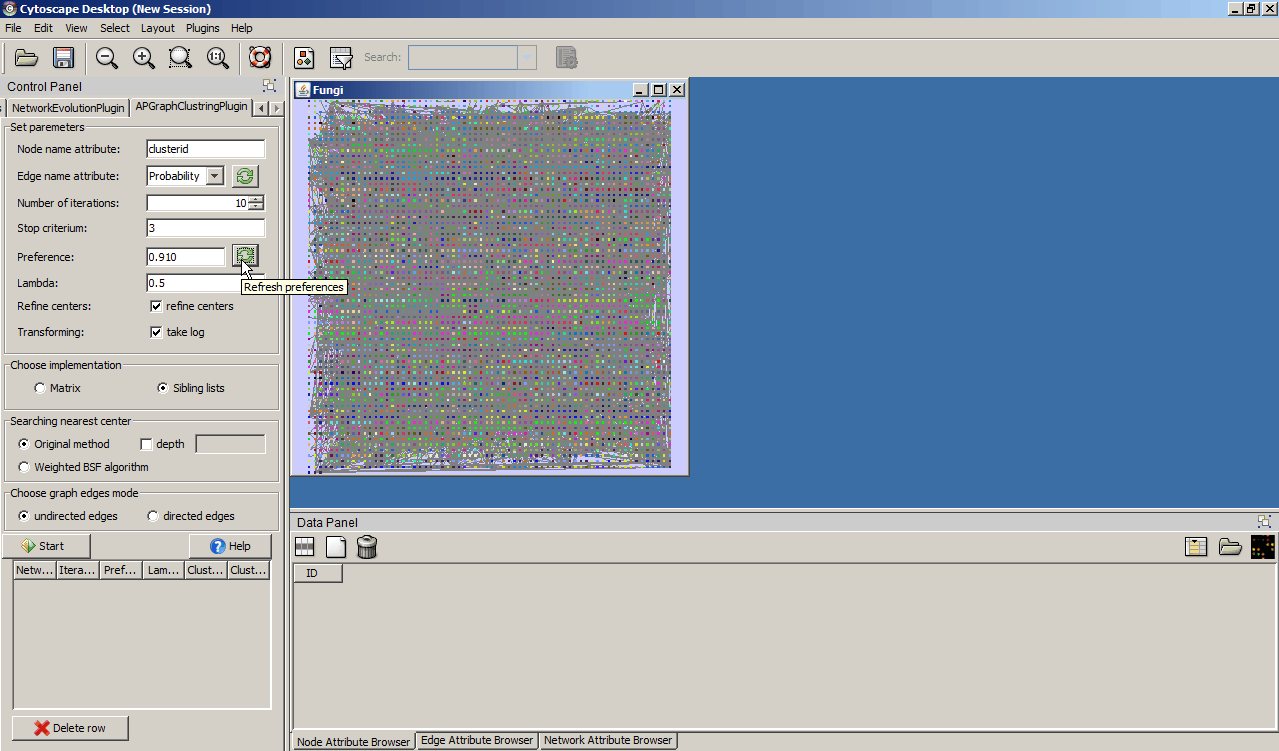 Cytoscape Desktop (New Session)
File Edit View Select Layout Plugins Help
1:1 Search:
Control Panel
s NetworkEvolutionPlugin APGraphClustringPlugin
Set paremeters
Node name attribute: clusterid
Edge name attribute: Probability
Number of iterations: 10
Stop criterium: 3
Preference: 0.910
Lambda: 0.5
Refresh preferences
Refine centers: refine centers
Transforming: take log
Choose implementation
Matrix Sibling lists
Searching nearest center
Original method depth
Weighted BSF algorithm
Choose graph edges mode
undirected edges directed edges
Start Help
Netw... Itera... Pref... Lam... Clust... Clust...
Delete row
Fungi
Data Panel
ID
Node Attribute Browser Edge Attribute Browser Network Attribute Browser